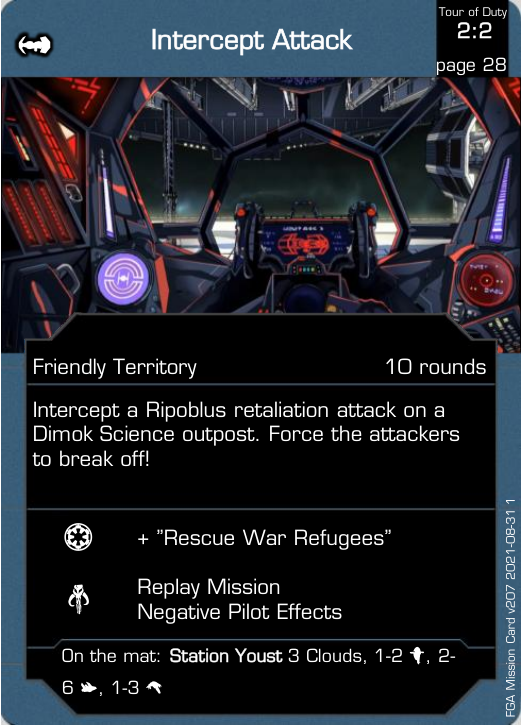 Intercept Attack
Tour of Duty
2:2
page 28
Friendly Territory
10 rounds
Intercept a Ripoblus retaliation attack on a
Dimok Science outpost. Force the attackers
to break off!
+ "Rescue War Refugees"
Replay Mission
Negative Pilot Effects
On the mat: Station Youst 3 Clouds, 1-2 , 2-
6 , 1-3
FGA Mission Card v207 2021-08-31 1